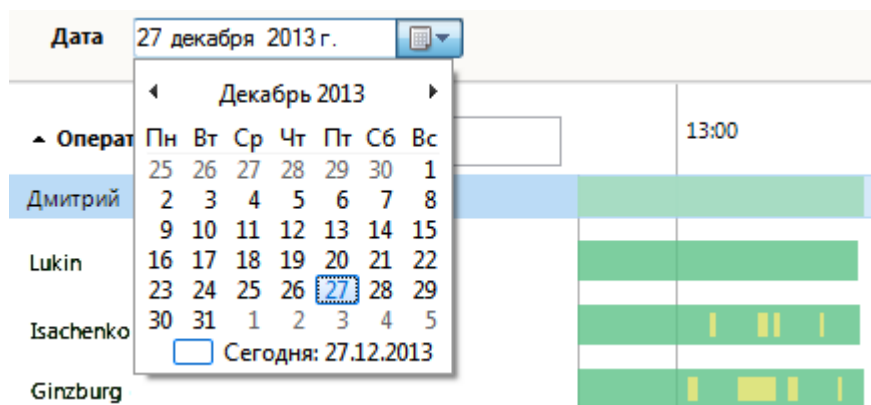 Дата 27 декабря 2013 г.
Декабрь 2013
13:00
Операт Пн Вт Ср Чт Пт Сб Вс
25 26 27 28 29 30 1
Дмитрий 2 3 4 5 6 7 8
9 10 11 12 13 14 15
Lukin 16 17 18 19 20 21 22
23 24 25 26 27 28 29
Isachenko 30 31 1 2 3 4 5
Сегодня: 27.12.2013
Ginzburg